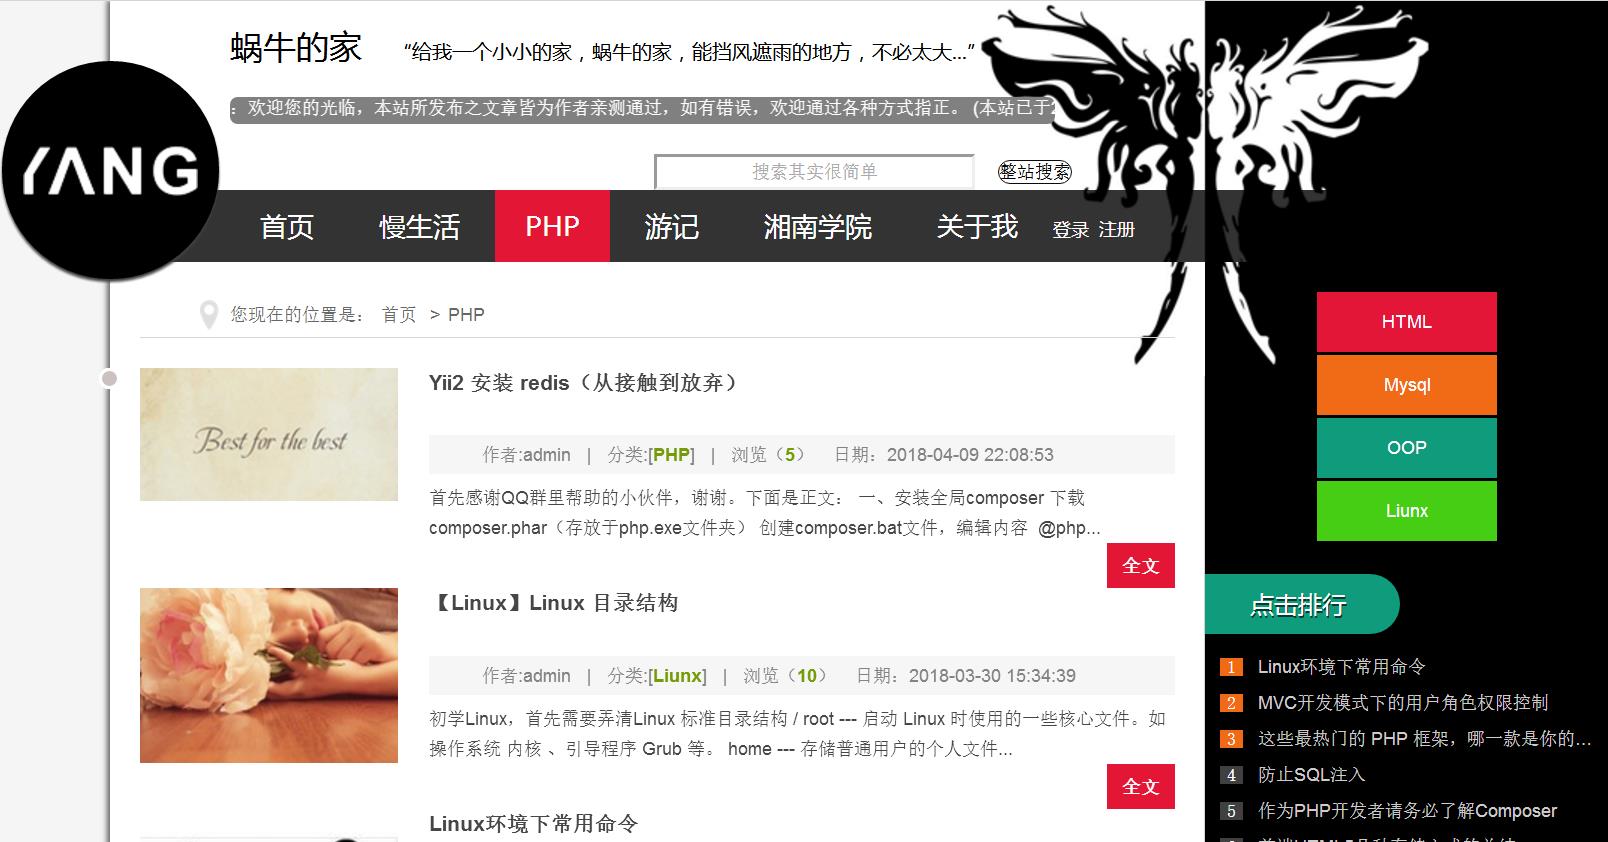 蜗牛的家 “给我一个小小的家，蜗牛的家，能挡风遮雨的地方，不必太大...”
：欢迎您的光临，本站所发布之文章皆为作者亲测通过，如有错误，欢迎通过各种方式指正。 (本站已于2
YANG
搜索其实很简单 整站搜索
首页 慢生活 PHP 游记 湘南学院 关于我 登录 注册
您现在的位置是： 首页 > PHP
Yii2 安装 redis（从接触到放弃）
Best for the best
作者:admin | 分类:[PHP] | 浏览（5） 日期：2018-04-09 22:08:53
首先感谢QQ群里帮助的小伙伴，谢谢。下面是正文： 一、安装全局composer 下载
composer.phar（存放于php.exe文件夹） 创建composer.bat文件，编辑内容 @php...
全文
【Linux】Linux 目录结构
作者:admin | 分类:[Liunx] | 浏览（10） 日期：2018-03-30 15:34:39
初学Linux，首先需要弄清Linux 标准目录结构 / root --- 启动 Linux 时使用的一些核心文件。如
操作系统 内核 、引导程序 Grub 等。 home --- 存储普通用户的个人文件...
全文
Linux环境下常用命令
HTML
Mysql
OOP
Liunx
点击排行
1 Linux环境下常用命令
2 MVC开发模式下的用户角色权限控制
3 这些最热门的 PHP 框架，哪一款是你的...
4 防止SQL注入
5 作为PHP开发者请务必了解Composer